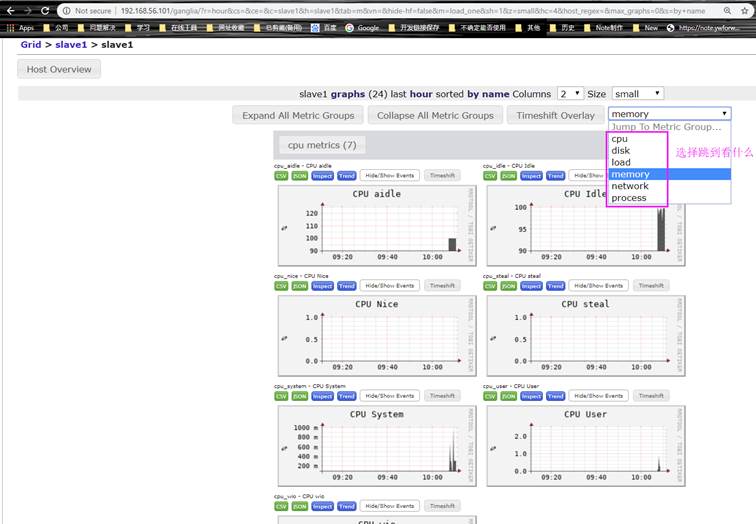 Not secure 192.168.56.101/ganglia/?r=hour&cs=&ce=&c=slave1&h=slave1&tab=m&vn=&hide-hf=false&m=load_one&sh=1&z=small&hc=4&host_regex=&max_graphs=0&s=by+name
Apps 公司 问题解决 学习 在线工具 网址收藏 已剪藏(备用) 百度 Google 开发链接保存 不确定能否使用 其他 历史 Note制作 New https://note.ywforw...
Grid > slave1 > slave1
Host Overview
slave1 graphs (24) last hour sorted by name Columns 2 Size small
Expand All Metric Groups Collapse All Metric Groups Timeshift Overlay memory
Jump To Metric Group...
cpu
disk
load
memory
network
process
选择跳到看什么
cpu metrics (7)
cpu_aidle - CPU aidle
CSV JSON Inspect Trend Hide/Show Events Timeshift
CPU aidle
120
110
100
90
09:20 09:40 10:00
RRDTOOL / TOBI OETIKER
cpu_idle - CPU Idle
CSV JSON Inspect Trend Hide/Show Events Timeshift
CPU Idle
100
95
90
09:20 09:40 10:00
RRDTOOL / TOBI OETIKER
cpu_nice - CPU Nice
CSV JSON Inspect Trend Hide/Show Events Timeshift
CPU Nice
1.0
0.5
0.0
09:20 09:40 10:00
RRDTOOL / TOBI OETIKER
cpu_steal - CPU steal
CSV JSON Inspect Trend Hide/Show Events Timeshift
CPU steal
1.0
0.5
0.0
09:20 09:40 10:00
RRDTOOL / TOBI OETIKER
cpu_system - CPU System
CSV JSON Inspect Trend Hide/Show Events Timeshift
CPU System
1000 m
800 m
600 m
400 m
200 m
09:20 09:40 10:00
RRDTOOL / TOBI OETIKER
cpu_user - CPU User
CSV JSON Inspect Trend Hide/Show Events Timeshift
CPU User
2.0
1.0
0.0
09:20 09:40 10:00
RRDTOOL / TOBI OETIKER
cpu_wio - CPU wio
CSV JSON Inspect Trend Hide/Show Events Timeshift
CPU wio